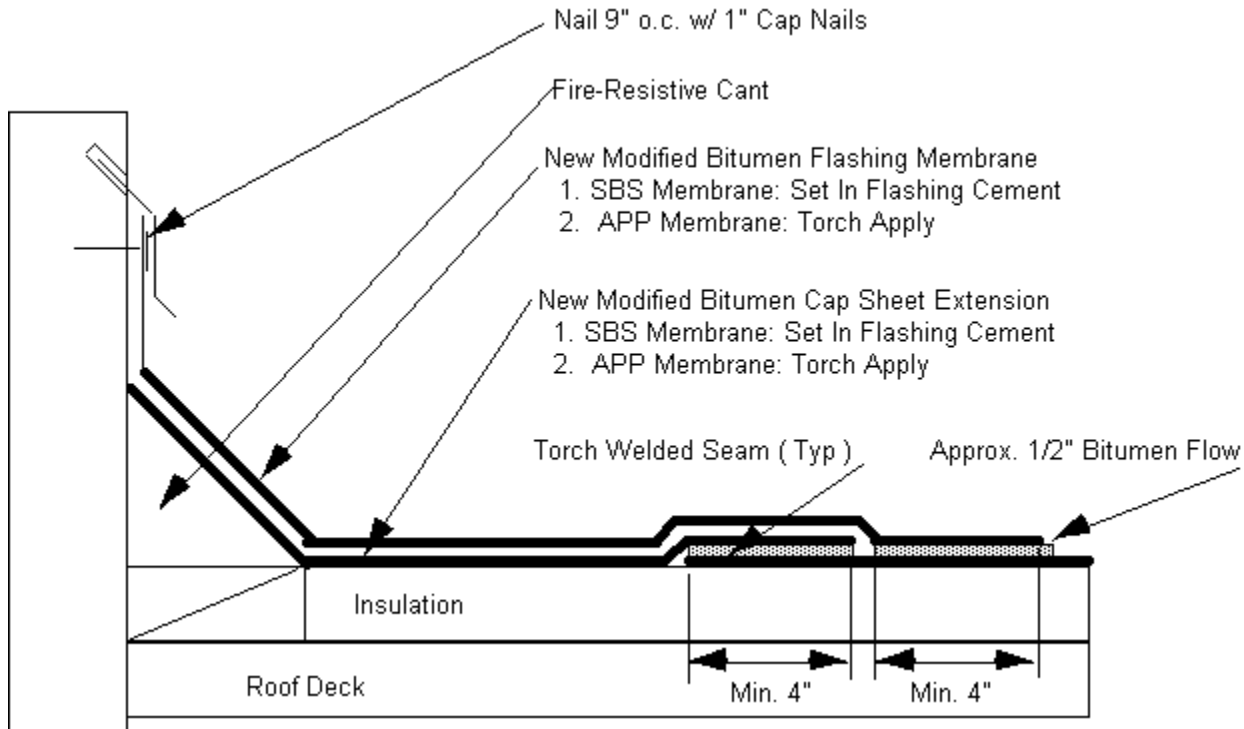 Nail 9" o.c. w/ 1" Cap Nails
Fire-Resistive Cant
New Modified Bitumen Flashing Membrane
1. SBS Membrane: Set In Flashing Cement
2. APP Membrane: Torch Apply
New Modified Bitumen Cap Sheet Extension
1. SBS Membrane: Set In Flashing Cement
2. APP Membrane: Torch Apply
Torch Welded Seam ( Typ )
Approx. 1/2" Bitumen Flow
Insulation
Roof Deck
Min. 4"
Min. 4"